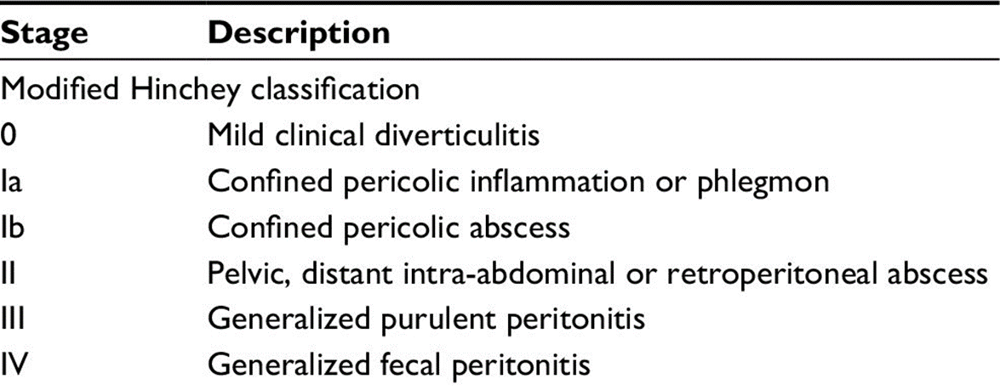 Stage Description
Modified Hinchey classification
0 Mild clinical diverticulitis
Ia Confined pericolic inflammation or phlegmon
Ib Confined pericolic abscess
II Pelvic, distant intra-abdominal or retroperitoneal abscess
III Generalized purulent peritonitis
IV Generalized fecal peritonitis